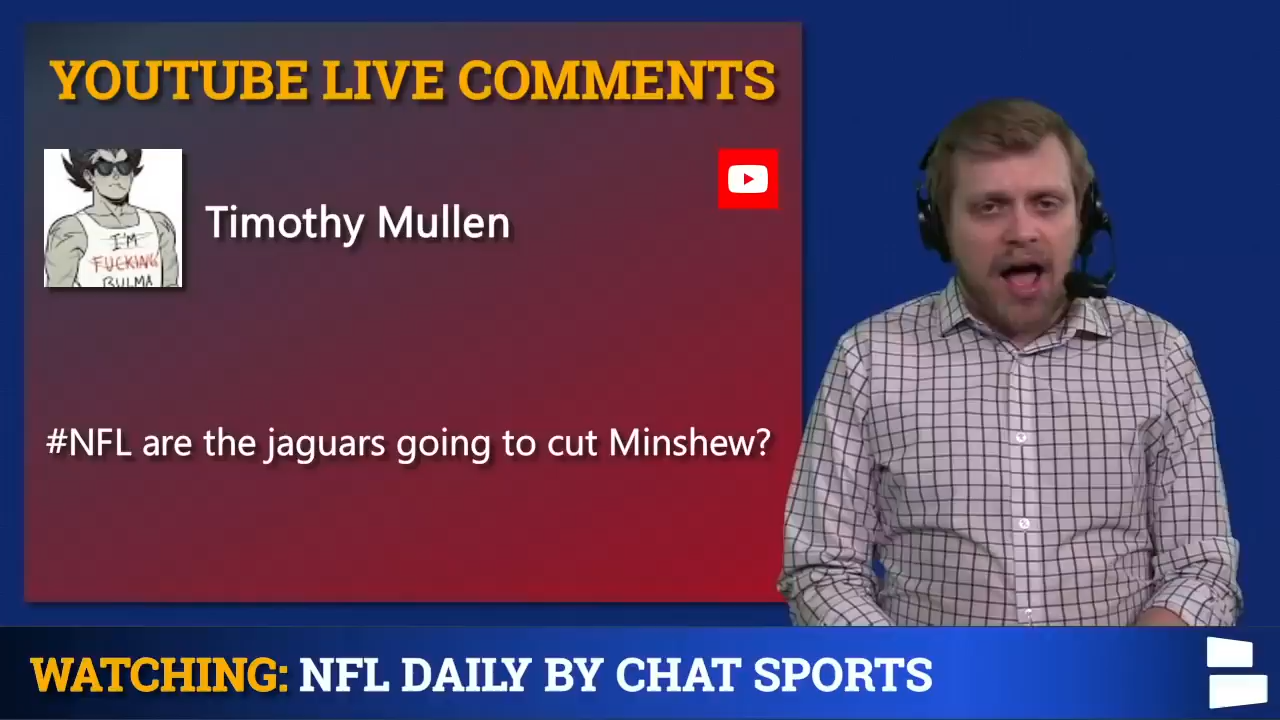 YOUTUBE LIVE COMMENTS
I'M
FUCKING
BULMA
Timothy Mullen
#NFL are the jaguars going to cut Minshew?
WATCHING: NFL DAILY BY CHAT SPORTS